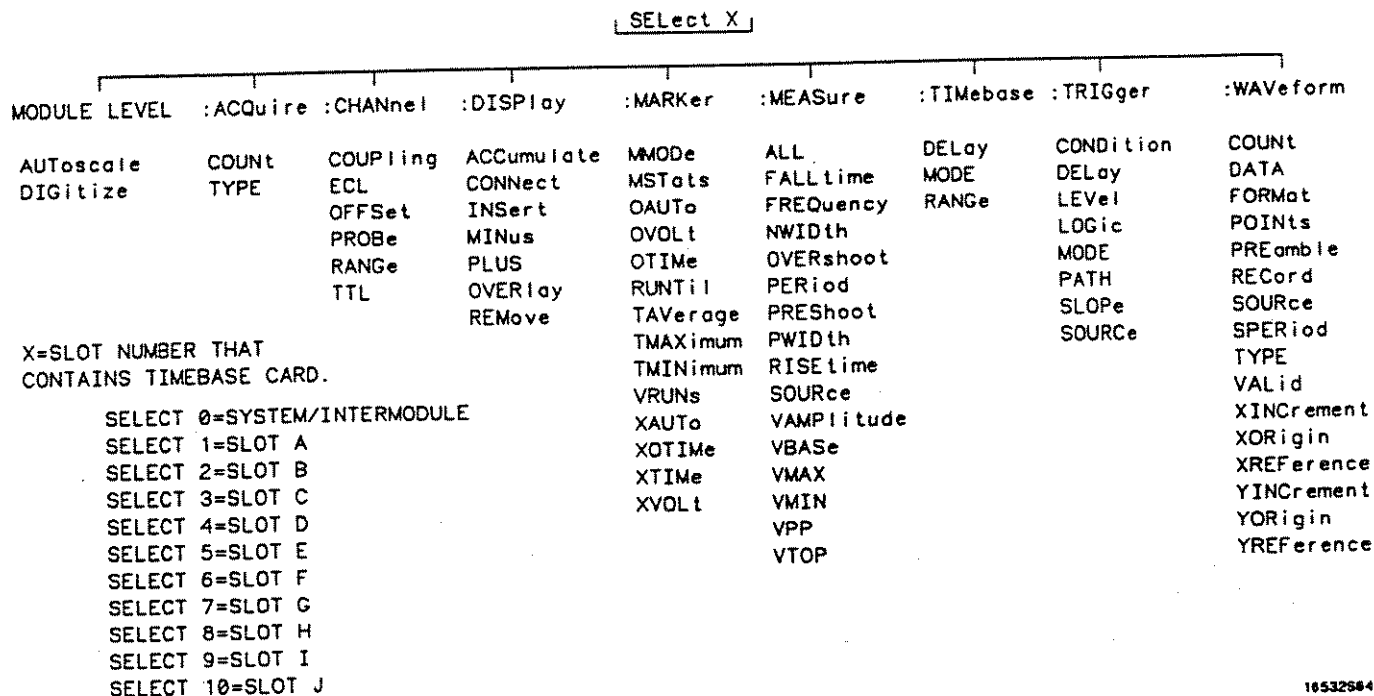 SELect X
MODULE LEVEL :ACQuire :CHANnel :DISPlay :MARKer :MEASure :TIMebase :TRIGger :WAVeform
AUToscale COUNt COUPling ACCumulate MMODe ALL DELay CONDition COUNt
DIGitize TYPE ECL CONNect MSTats FALLtime MODE DELay DATA
OFFSet INSert OAUTo FREQuency RANGe LEVel FORMat
PROBe MINus OVOLt NWIDth LOGic POINts
RANGe PLUS OTIMe OVERshoot MODE PREamble
TTL OVERlay RUNTil PERiod PATH RECord
REMove TAVerage PREShoot SLOPe SOURce
X=SLOT NUMBER THAT TMAXimum PWIDth SOURCe SPERiod
CONTAINS TIMEBASE CARD. TMINimum RISEtime TYPE
VRUNs SOURce VALid
SELECT 0=SYSTEM/INTERMODULE XAUTo VAMPlitude XINCrement
SELECT 1=SLOT A XOTIMe VBASe XORigin
SELECT 2=SLOT B XTIMe VMAX XREFerence
SELECT 3=SLOT C XVOLt VMIN YINCrement
SELECT 4=SLOT D VPP YORigin
SELECT 5=SLOT E VTOP YREFerence
SELECT 6=SLOT F
SELECT 7=SLOT G
SELECT 8=SLOT H
SELECT 9=SLOT I
SELECT 10=SLOT J